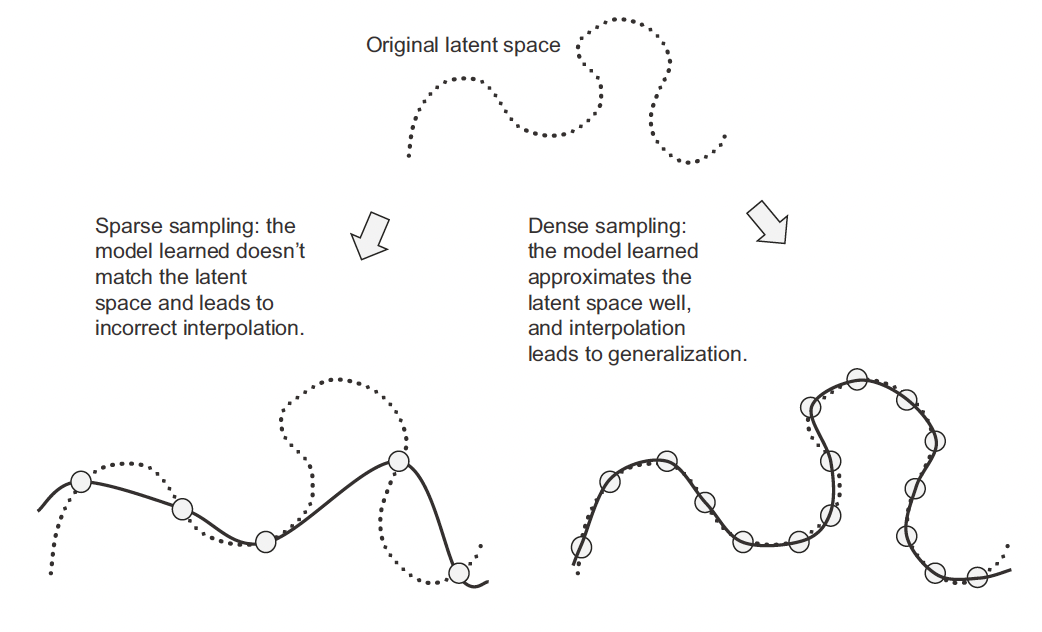 Original latent space
Sparse sampling: the
model learned doesn’t
match the latent
space and leads to
incorrect interpolation.
Dense sampling:
the model learned
approximates the
latent space well,
and interpolation
leads to generalization.